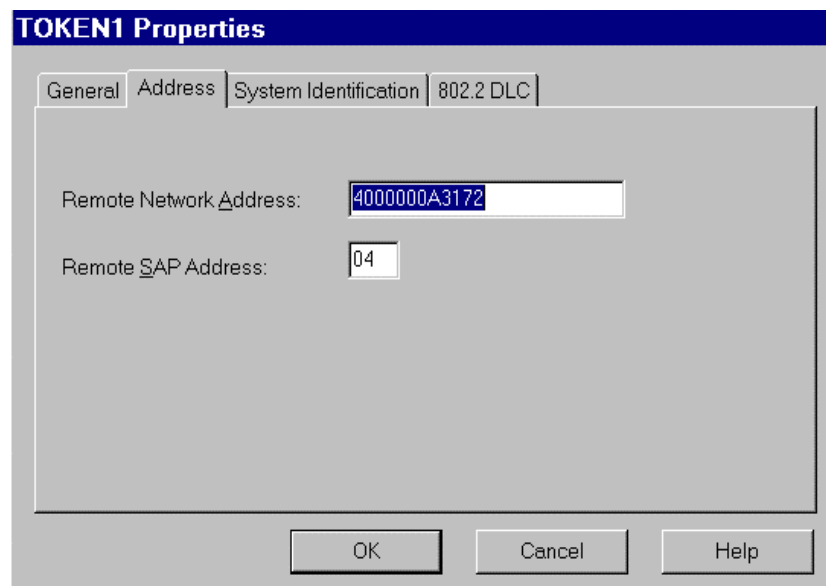 TOKEN1 Properties
General Address System Identification 802.2 DLC
Remote Network Address: 4000000A3172
Remote SAP Address: 04
OK Cancel Help